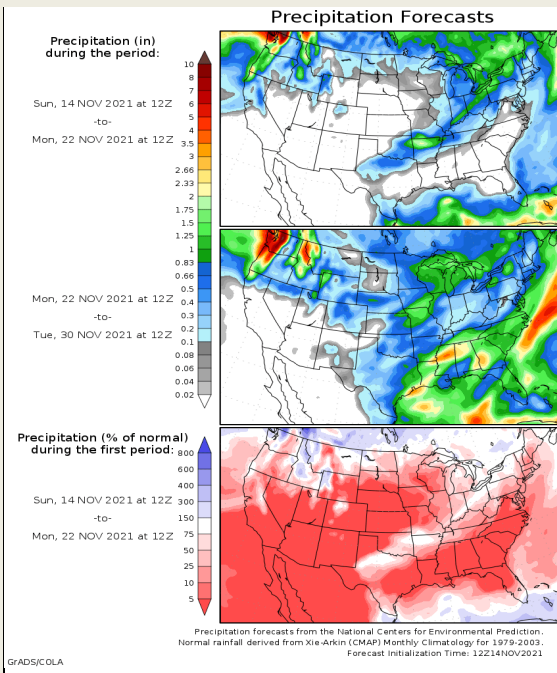 Precipitation Forecasts
Precipitation (in)
during the period:
Sun, 14 NOV 2021 at 12Z
-to-
Mon, 22 NOV 2021 at 12Z
10
8
7
6
5
4
3.5
3
2.66
2.33
2
1.75
1.5
1.25
1
0.83
0.66
0.5
0.4
0.3
0.2
0.1
0.08
0.06
0.04
0.02
Mon, 22 NOV 2021 at 12Z
-to-
Tue, 30 NOV 2021 at 12Z
Precipitation (% of normal)
during the first period:
Sun, 14 NOV 2021 at 12Z
-to-
Mon, 22 NOV 2021 at 12Z
800
600
400
300
150
75
50
25
10
5
Precipitation forecasts from the National Centers for Environmental Prediction.
Normal rainfall derived from Xie-Arkin (CMAP) Monthly Climatology for 1979-2003.
Forecast Initialization Time: 12Z14NOV2021
GrADS/COLA